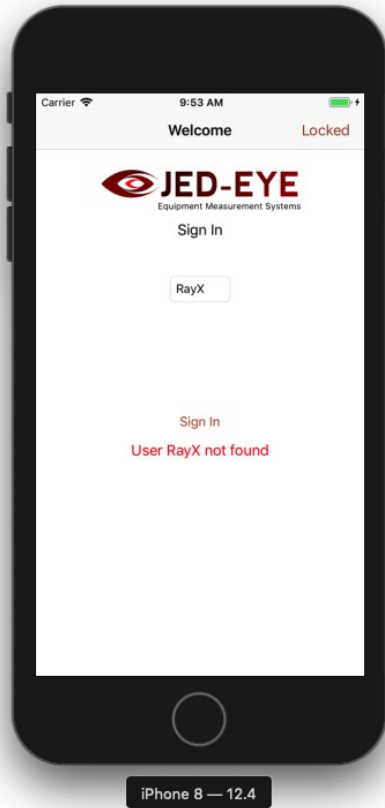 Carrier 9:53 AM
Welcome Locked
JED-EYE
Equipment Measurement Systems
Sign In
RayX
Sign In
User RayX not found
iPhone 8 — 12.4